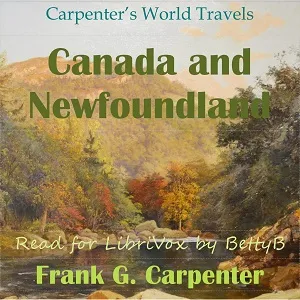 Carpenter's World Travels
Canada and
Newfoundland
Read for LibriVox by BettyB
Frank G. Carpenter